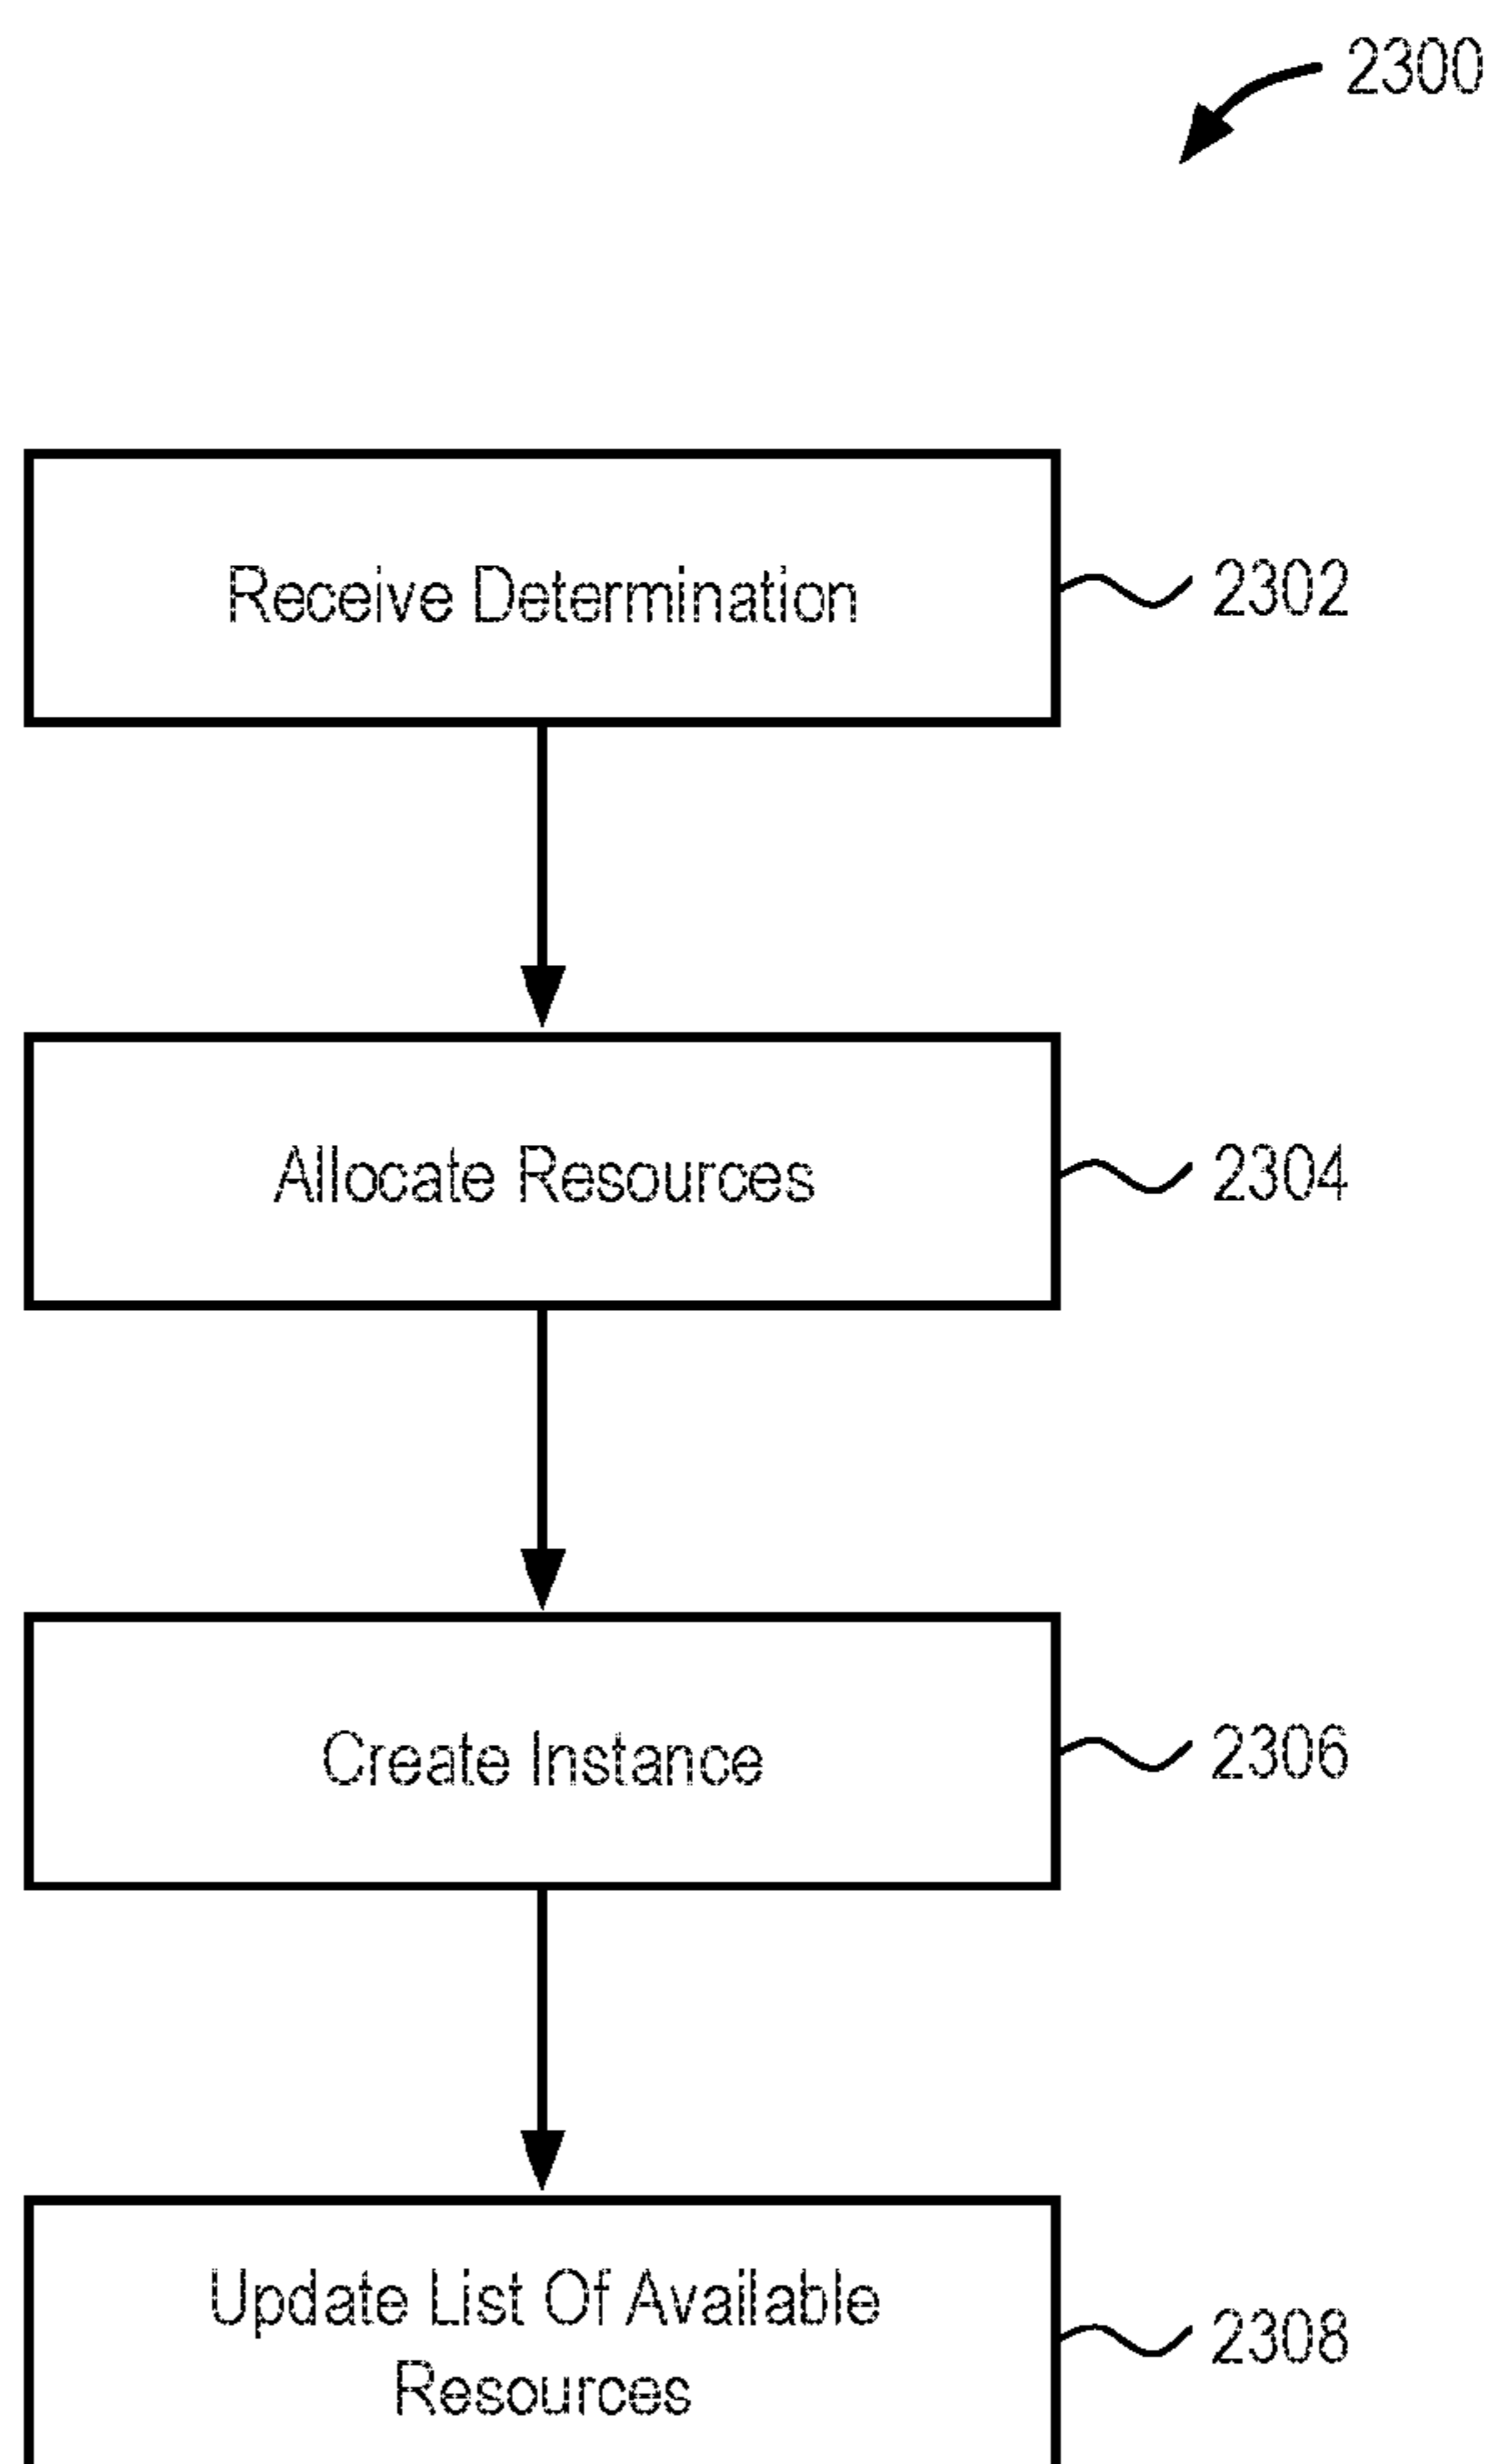 2300
Receive Determination
2302
Allocate Resources
2304
Create Instance
2306
Update List Of Available
Resources
2308